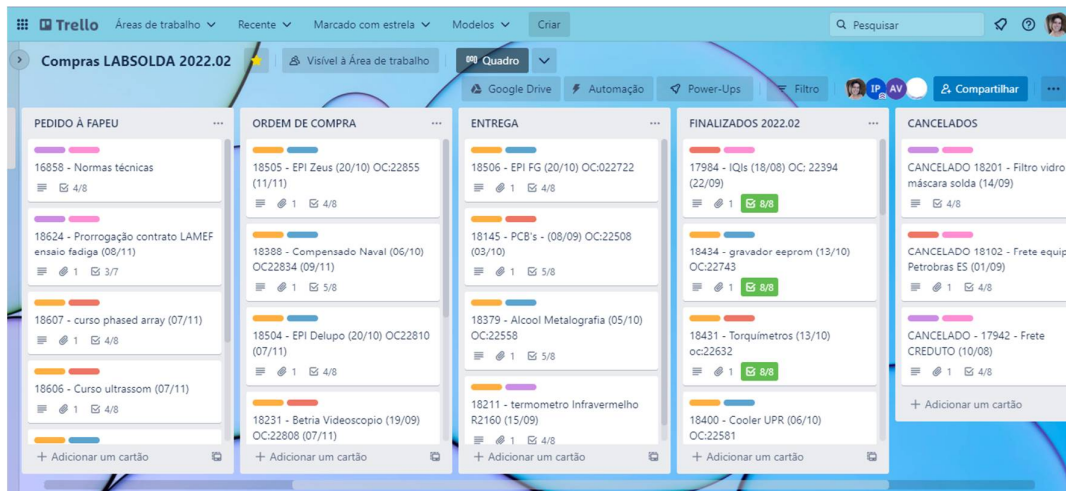 Trello Áreas de trabalho Recente Marcado com estrela Modelos Criar Pesquisar
Compras LABSOLDA 2022.02 Visível à Área de trabalho Quadro
Google Drive Automação Power-Ups Filtro IP AV Compartilhar
PEDIDO À FAPEU
16858 - Normas técnicas
4/8
18624 - Prorrogação contrato LAMEF
ensaio fadiga (08/11)
1 3/7
18607 - curso phased array (07/11)
1 4/8
18606 - Curso ultrassom (07/11)
1 4/8
+ Adicionar um cartão
ORDEM DE COMPRA
18505 - EPI Zeus (20/10) OC:22855
(11/11)
1 4/8
18388 - Compensado Naval (06/10)
OC22834 (09/11)
1 5/8
18504 - EPI Delupo (20/10) OC22810
(07/11)
1 4/8
18231 - Betria Videoscopio (19/09)
OC:22808 (07/11)
+ Adicionar um cartão
ENTREGA
18506 - EPI FG (20/10) OC:022722
1 4/8
18145 - PCB's - (08/09) OC:22508
(03/10)
1 5/8
18379 - Alcool Metalografia (05/10)
OC:22558
1 5/8
18211 - termometro Infravermelho
R2160 (15/09)
1 4/8
+ Adicionar um cartão
FINALIZADOS 2022.02
17984 - IQIs (18/08) OC: 22394
(22/09)
1 8/8
18434 - gravador eeprom (13/10)
OC:22743
1 8/8
18431 - Torquímetros (13/10)
oc:22632
1 8/8
18400 - Cooler UPR (06/10)
OC:22581
+ Adicionar um cartão
CANCELADOS
CANCELADO 18201 - Filtro vidro
máscara solda (14/09)
4/8
CANCELADO 18102 - Frete equip
Petrobras ES (01/09)
1 4/8
CANCELADO - 17942 - Frete
CREDUTO (10/08)
1 4/8
+ Adicionar um cartão